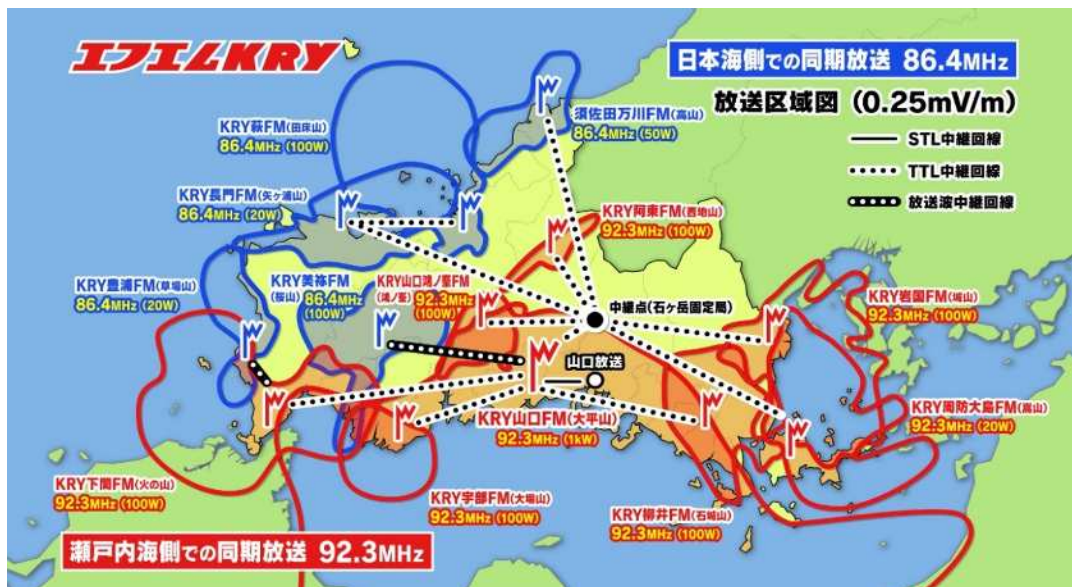 エフエムKRY
日本海側での同期放送 86.4MHz
放送区域図（0.25mV/m）
STL中継回線
TTL中継回線
放送波中継回線
須佐田万川FM(高山)
86.4MHz (50W)
KRY萩FM(田床山)
86.4MHz (100W)
KRY長門FM(矢ヶ浦山)
86.4MHz (20W)
KRY阿東FM(西地山)
92.3MHz (100W)
KRY豊浦FM(草場山)
86.4MHz (20W)
KRY美祢FM
(桜山)
86.4MHz
(100W)
KRY山口鴻ノ峯FM
(鴻ノ峯)
92.3MHz
(100W)
中継点(石ヶ岳固定局)
KRY岩国FM(城山)
92.3MHz (100W)
山口放送
KRY山口FM(大平山)
92.3MHz (1kW)
KRY周防大島FM(嵩山)
92.3MHz (20W)
KRY下関FM(火の山)
92.3MHz (100W)
KRY宇部FM(大場山)
92.3MHz (100W)
KRY柳井FM(石城山)
92.3MHz (100W)
瀬戸内海側での同期放送 92.3MHz